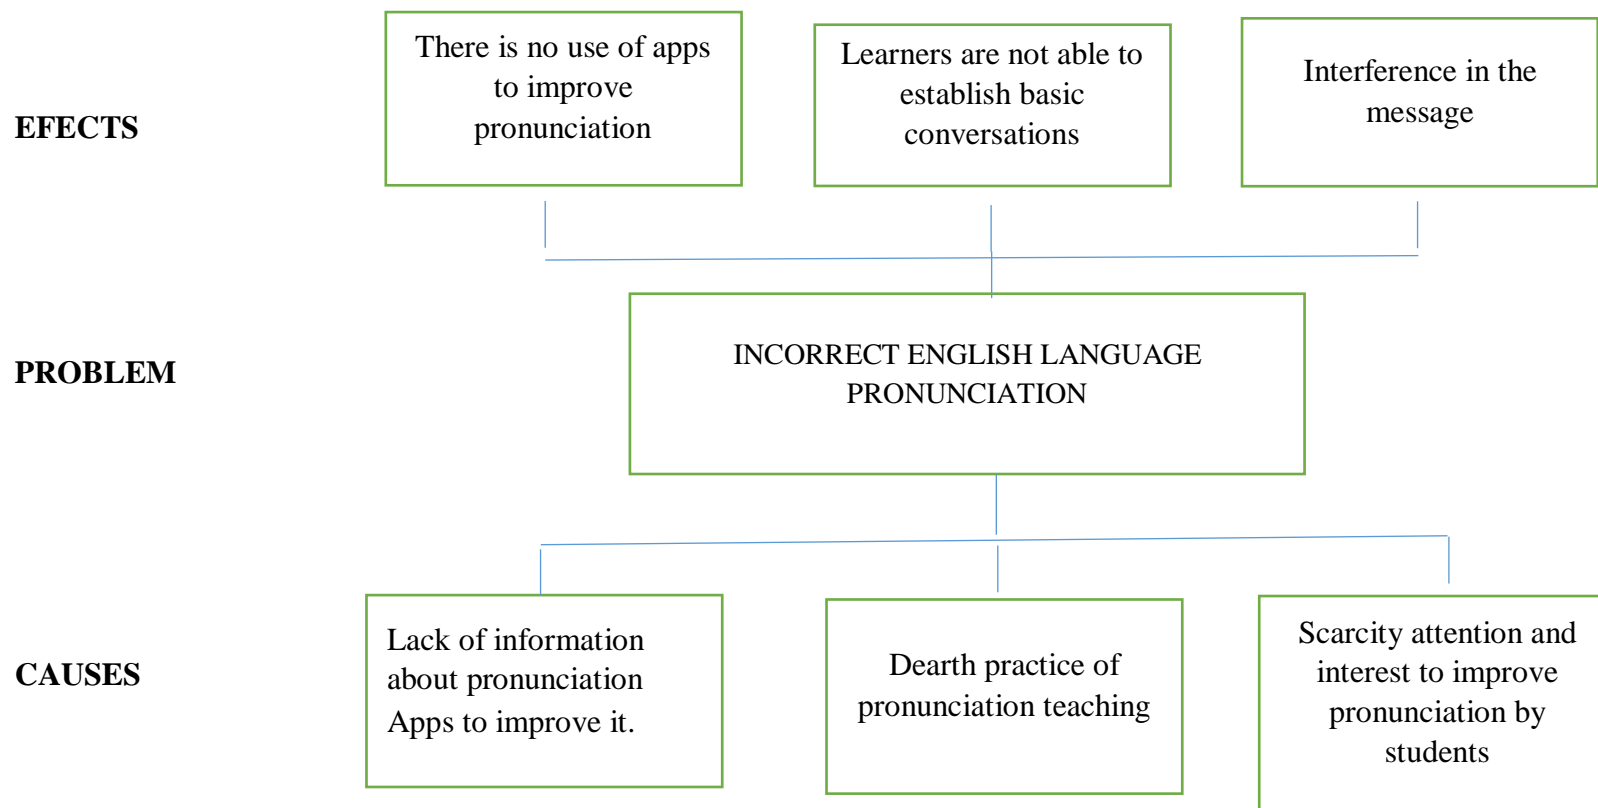 There is no use of apps
to improve
pronunciation
Learners are not able to
establish basic
conversations
Interference in the
message
EFECTS
INCORRECT ENGLISH LANGUAGE
PRONUNCIATION
PROBLEM
Lack of information
about pronunciation
Apps to improve it.
Dearth practice of
pronunciation teaching
Scarcity attention and
interest to improve
pronunciation by
students
CAUSES